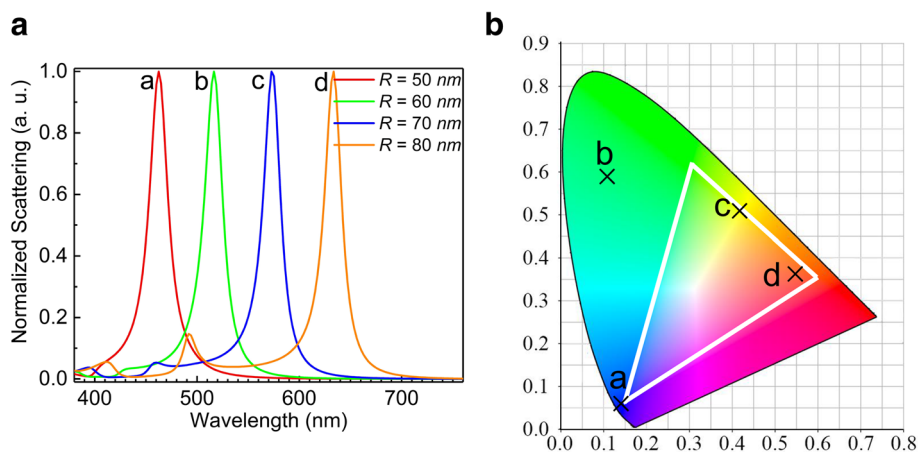 a
Normalized Scattering (a. u.)
1.0
0.8
0.6
0.4
0.2
0.0
a
b
c
d
R = 50 nm
R = 60 nm
R = 70 nm
R = 80 nm
400
500
600
700
Wavelength (nm)
b
0.9
0.8
0.7
0.6
0.5
0.4
0.3
0.2
0.1
0.0
b
c
d
a
0.0 0.1 0.2 0.3 0.4 0.5 0.6 0.7 0.8